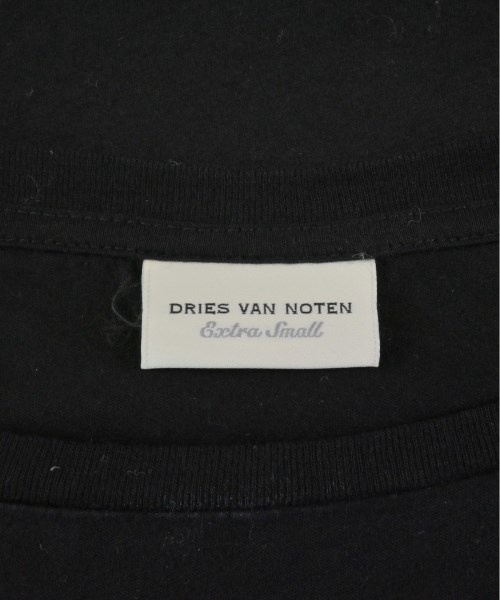 DRIES VAN NOTEN
Extra Small